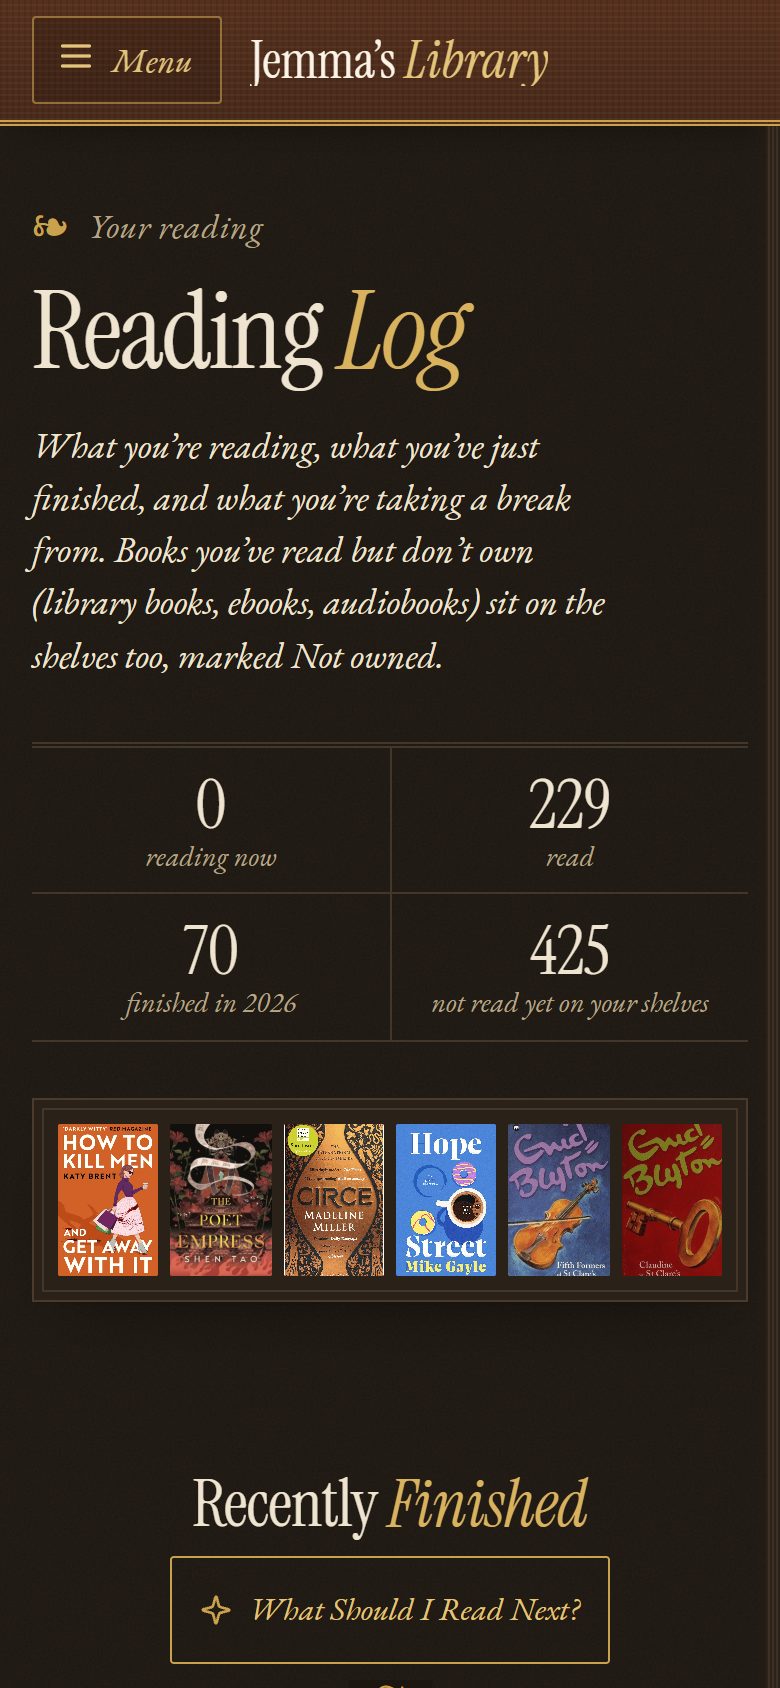 Menu
Jemma's Library
Your reading
Reading Log
What you're reading, what you've just
finished, and what you're taking a break
from. Books you've read but don't own
(library books, ebooks, audiobooks) sit on the
shelves too, marked Not owned.
0
reading now
229
read
70
finished in 2026
425
not read yet on your shelves
'DARKLY WITTY' RED MAGAZINE
HOW TO
KILL MEN
KATY BRENT
AND
GET AWAY
WITH IT
THE
POET
EMPRESS
SHEN TAO
CIRCE
MADELINE
MILLER
Hope
Street
Mike Gayle
Enid
Blyton
Fifth Formers
at St Clare's
Enid
Blyton
Claudine
at St Clare's
Recently Finished
What Should I Read Next?